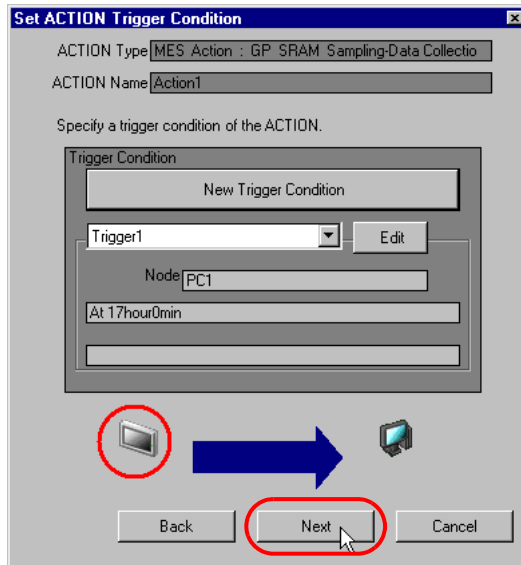 Set ACTION Trigger Condition
ACTION Type MES Action : GP SRAM Sampling-Data Collectio
ACTION Name Action1
Specify a trigger condition of the ACTION.
Trigger Condition
New Trigger Condition
Trigger1 Edit
Node PC1
At 17hour0min
Back Next Cancel